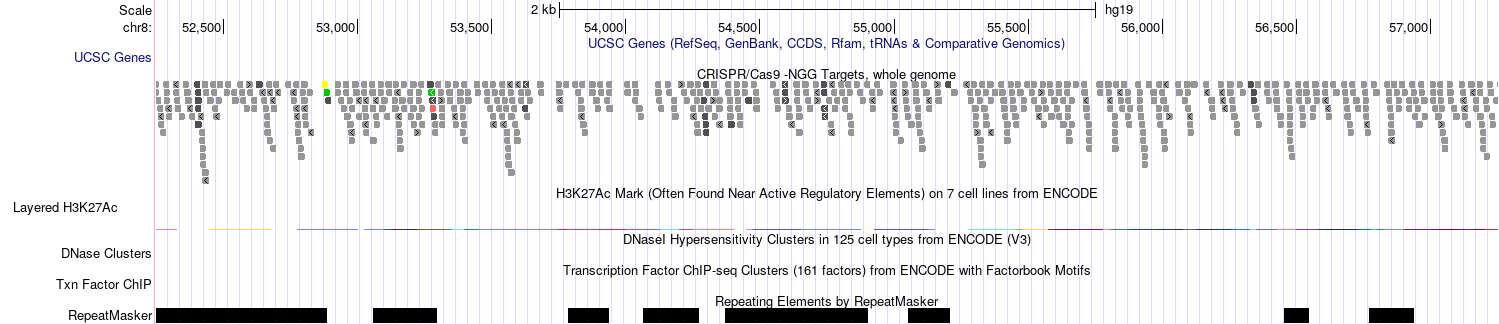 Scale 2 kb hg19
chr8: 52,500 53,000 53,500 54,000 54,500 55,000 55,500 56,000 56,500 57,000
UCSC Genes (RefSeq, GenBank, CCDS, Rfam, tRNAs & Comparative Genomics)
UCSC Genes
CRISPR/Cas9 -NGG Targets, whole genome
H3K27Ac Mark (Often Found Near Active Regulatory Elements) on 7 cell lines from ENCODE
Layered H3K27Ac
DNaseI Hypersensitivity Clusters in 125 cell types from ENCODE (V3)
DNase Clusters
Transcription Factor ChIP-seq Clusters (161 factors) from ENCODE with Factorbook Motifs
Txn Factor ChIP
Repeating Elements by RepeatMasker
RepeatMasker